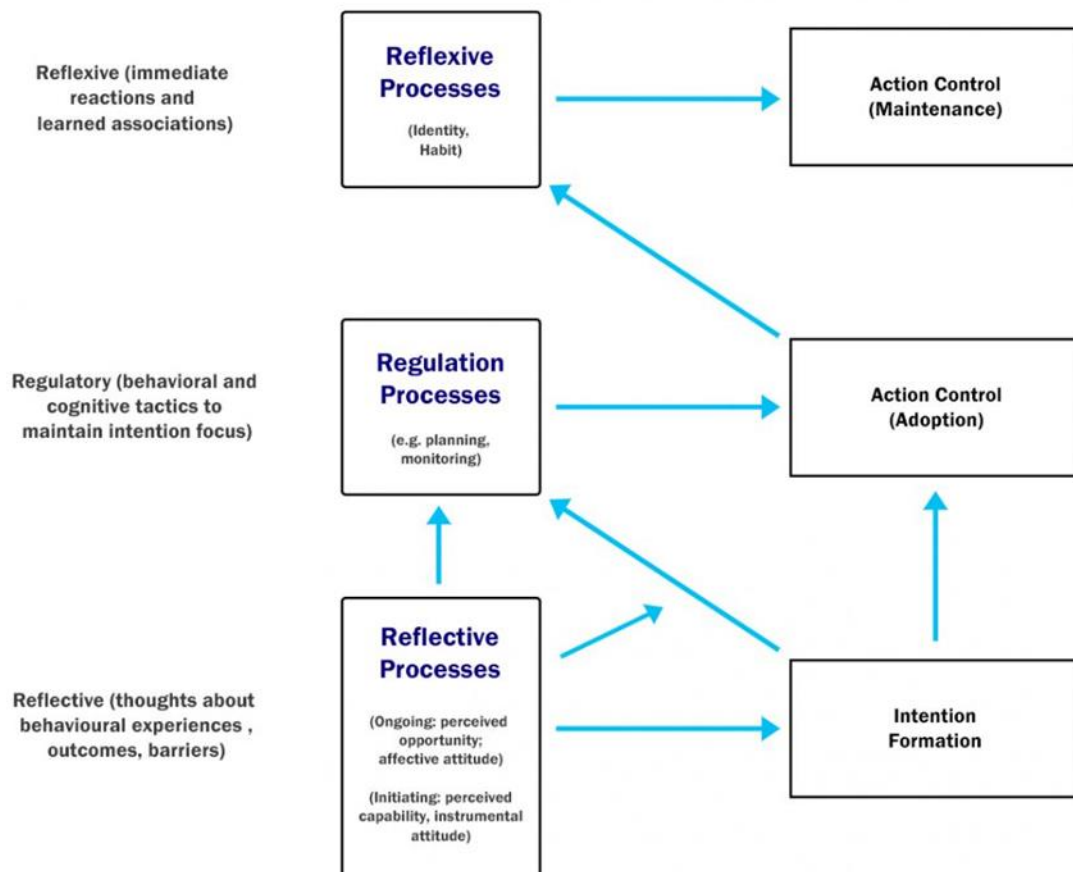 Reflexive (immediate
reactions and
learned associations)
Reflexive
Processes
(Identity,
Habit)
Action Control
(Maintenance)
Regulatory (behavioral and
cognitive tactics to
maintain intention focus)
Regulation
Processes
(e.g. planning,
monitoring)
Action Control
(Adoption)
Reflective (thoughts about
behavioural experiences ,
outcomes, barriers)
Reflective
Processes
(Ongoing: perceived
opportunity;
affective attitude)
(Initiating: perceived
capability, instrumental
attitude)
Intention
Formation